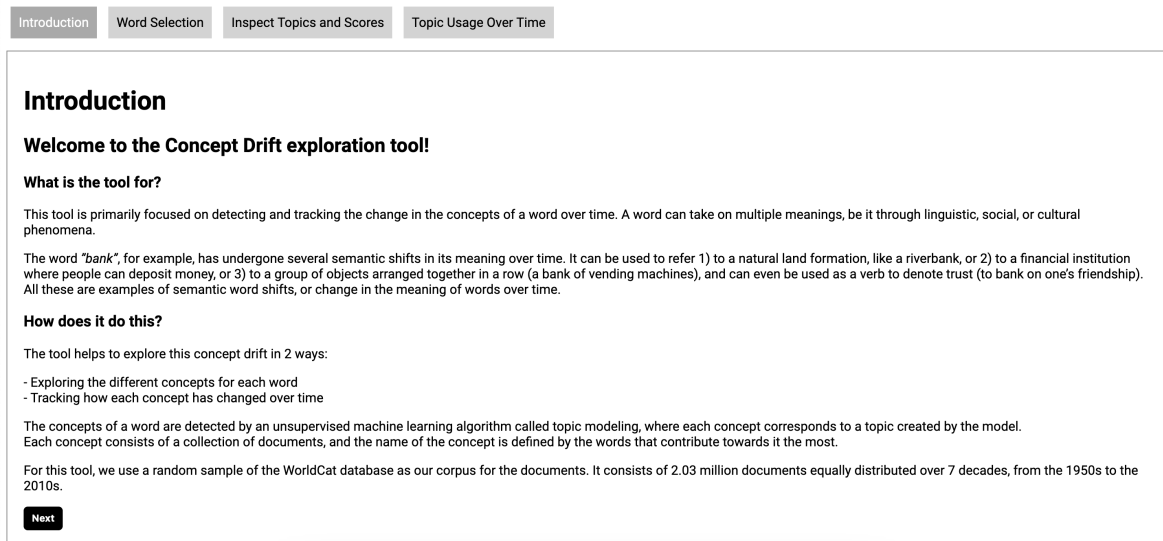 Introduction
Word Selection
Inspect Topics and Scores
Topic Usage Over Time
Introduction
Welcome to the Concept Drift exploration tool!
What is the tool for?
This tool is primarily focused on detecting and tracking the change in the concepts of a word over time. A word can take on multiple meanings, be it through linguistic, social, or cultural
phenomena.
The word “bank”, for example, has undergone several semantic shifts in its meaning over time. It can be used to refer 1) to a natural land formation, like a riverbank, or 2) to a financial institution
where people can deposit money, or 3) to a group of objects arranged together in a row (a bank of vending machines), and can even be used as a verb to denote trust (to bank on one’s friendship).
All these are examples of semantic word shifts, or change in the meaning of words over time.
How does it do this?
The tool helps to explore this concept drift in 2 ways:
- Exploring the different concepts for each word
- Tracking how each concept has changed over time
The concepts of a word are detected by an unsupervised machine learning algorithm called topic modeling, where each concept corresponds to a topic created by the model.
Each concept consists of a collection of documents, and the name of the concept is defined by the words that contribute towards it the most.
For this tool, we use a random sample of the WorldCat database as our corpus for the documents. It consists of 2.03 million documents equally distributed over 7 decades, from the 1950s to the
2010s.
Next